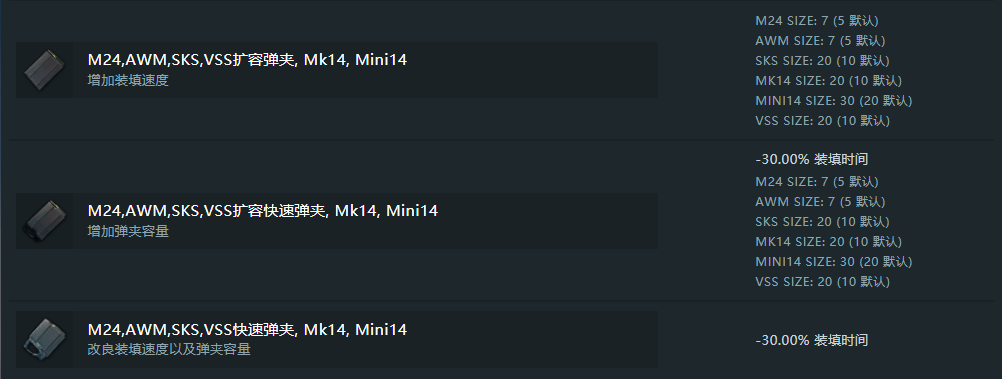 M24 SIZE: 7 (5 默认)
AWM SIZE: 7 (5 默认)
M24,AWM,SKS,VSS扩容弹夹, Mk14, Mini14
SKS SIZE: 20 (10 默认)
增加装填速度
MK14 SIZE: 20 (10 默认)
MINI14 SIZE: 30 (20 默认)
VSS SIZE: 20 (10 默认)
-30.00% 装填时间
M24 SIZE: 7 (5 默认)
AWM SIZE: 7 (5 默认)
M24,AWM,SKS,VSS扩容快速弹夹, Mk14, Mini14
SKS SIZE: 20 (10 默认)
增加弹夹容量
MK14 SIZE: 20 (10 默认)
MINI14 SIZE: 30 (20 默认)
VSS SIZE: 20 (10 默认)
M24,AWM,SKS,VSS快速弹夹, Mk14, Mini14
改良装填速度以及弹夹容量
-30.00% 装填时间